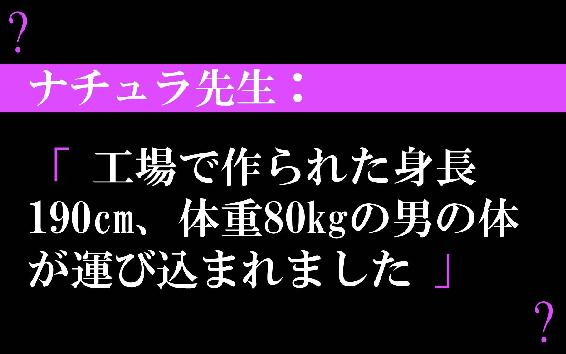 ?
ナチュラ先生：
「 工場で作られた身長
190cm、体重80kgの男の体
が運び込まれました 」
?